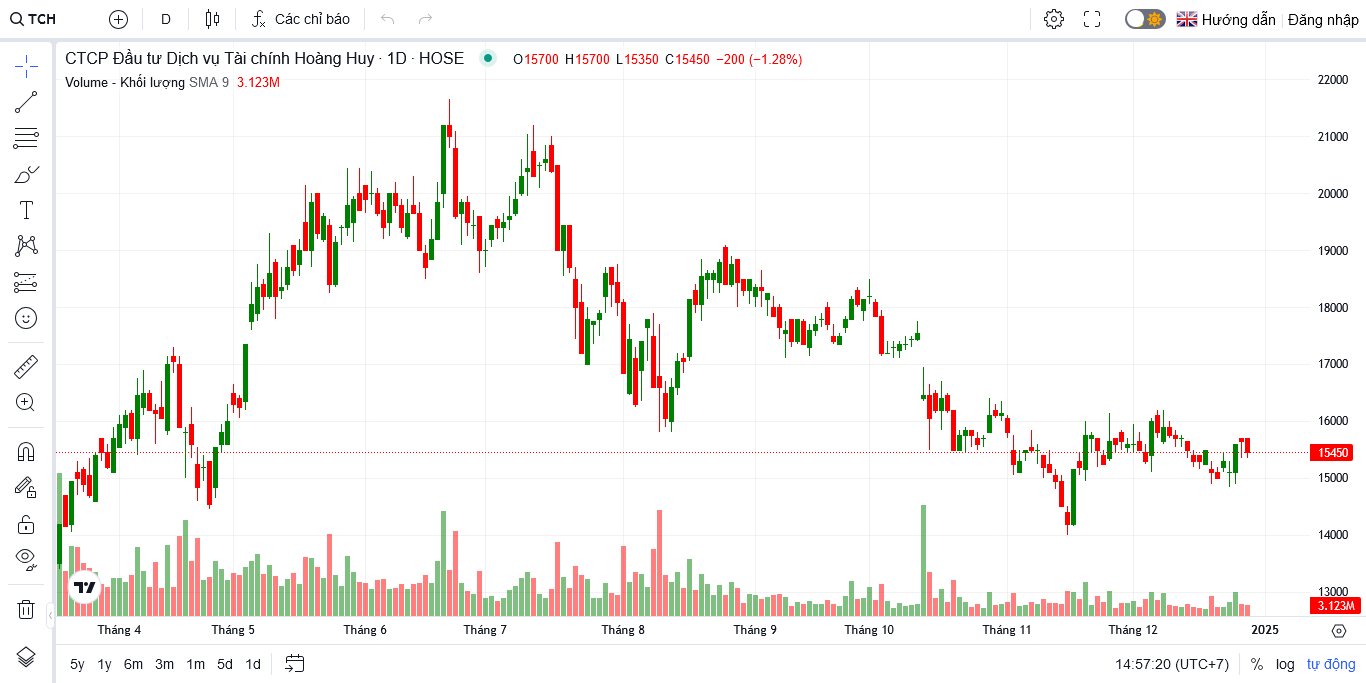 TCH D Các chỉ báo Hướng dẫn Đăng nhập
CTCP Đầu tư Dịch vụ Tài chính Hoàng Huy · 1D · HOSE O15700 H15700 L15350 C15450 −200 (−1.28%)
Volume - Khối lượng SMA 9 3.123M
22000
21000
20000
19000
18000
17000
16000
15450
15000
14000
13000
3.123M
Tháng 4 Tháng 5 Tháng 6 Tháng 7 Tháng 8 Tháng 9 Tháng 10 Tháng 11 Tháng 12 2025
5y 1y 6m 3m 1m 5d 1d 14:57:20 (UTC+7) % log tự động